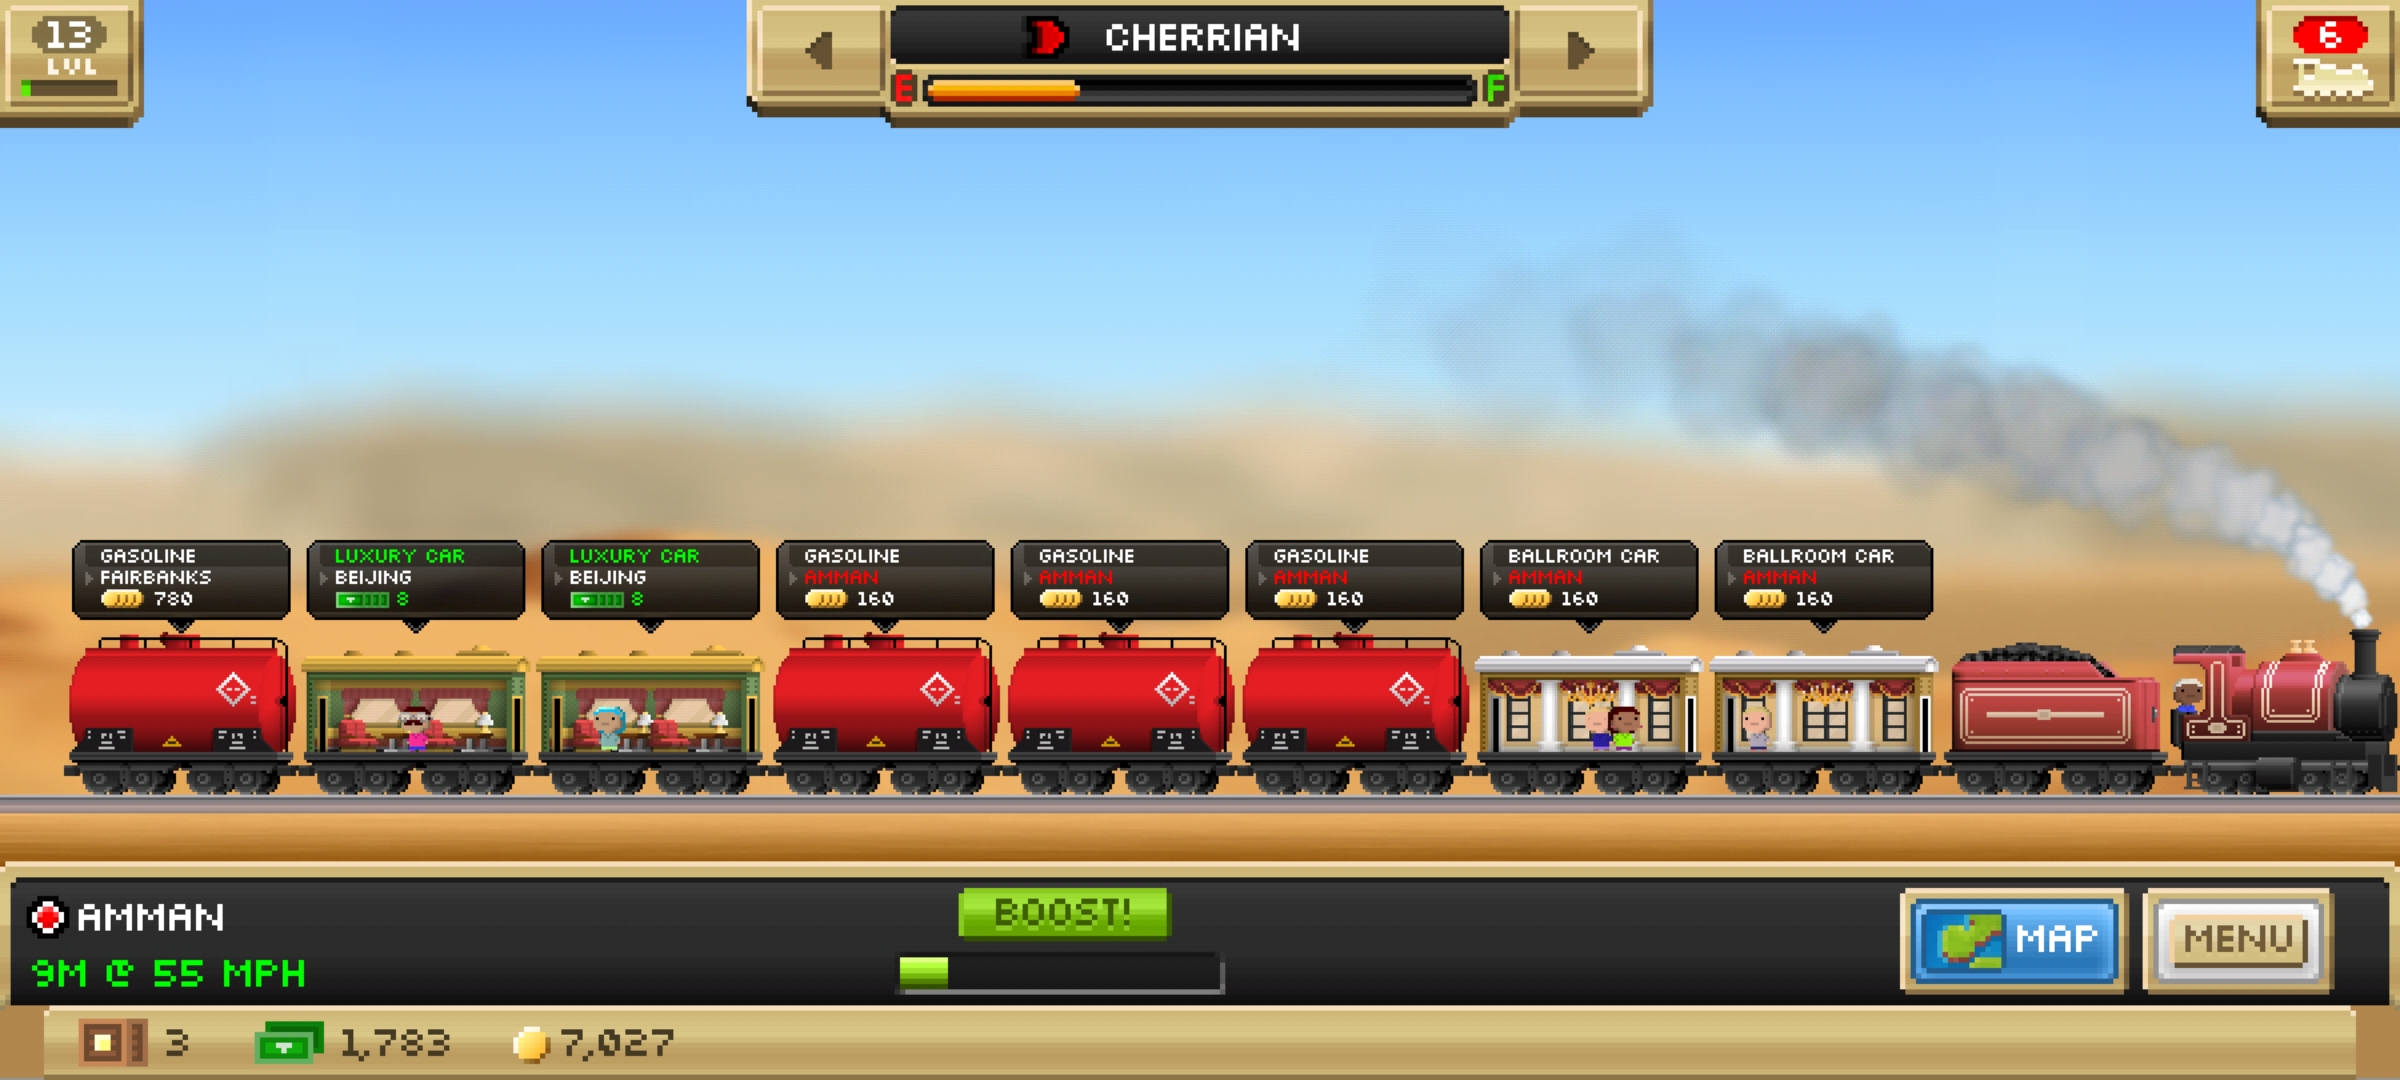 13
LVL
CHERRIAN
E F
6
GASOLINE
FAIRBANKS
780
LUXURY CAR
BEIJING
8
LUXURY CAR
BEIJING
8
GASOLINE
AMMAN
160
GASOLINE
AMMAN
160
GASOLINE
AMMAN
160
BALLROOM CAR
AMMAN
160
BALLROOM CAR
AMMAN
160
AMMAN
9M @ 55 MPH
BOOST!
MAP
MENU
3 1,783 7,027